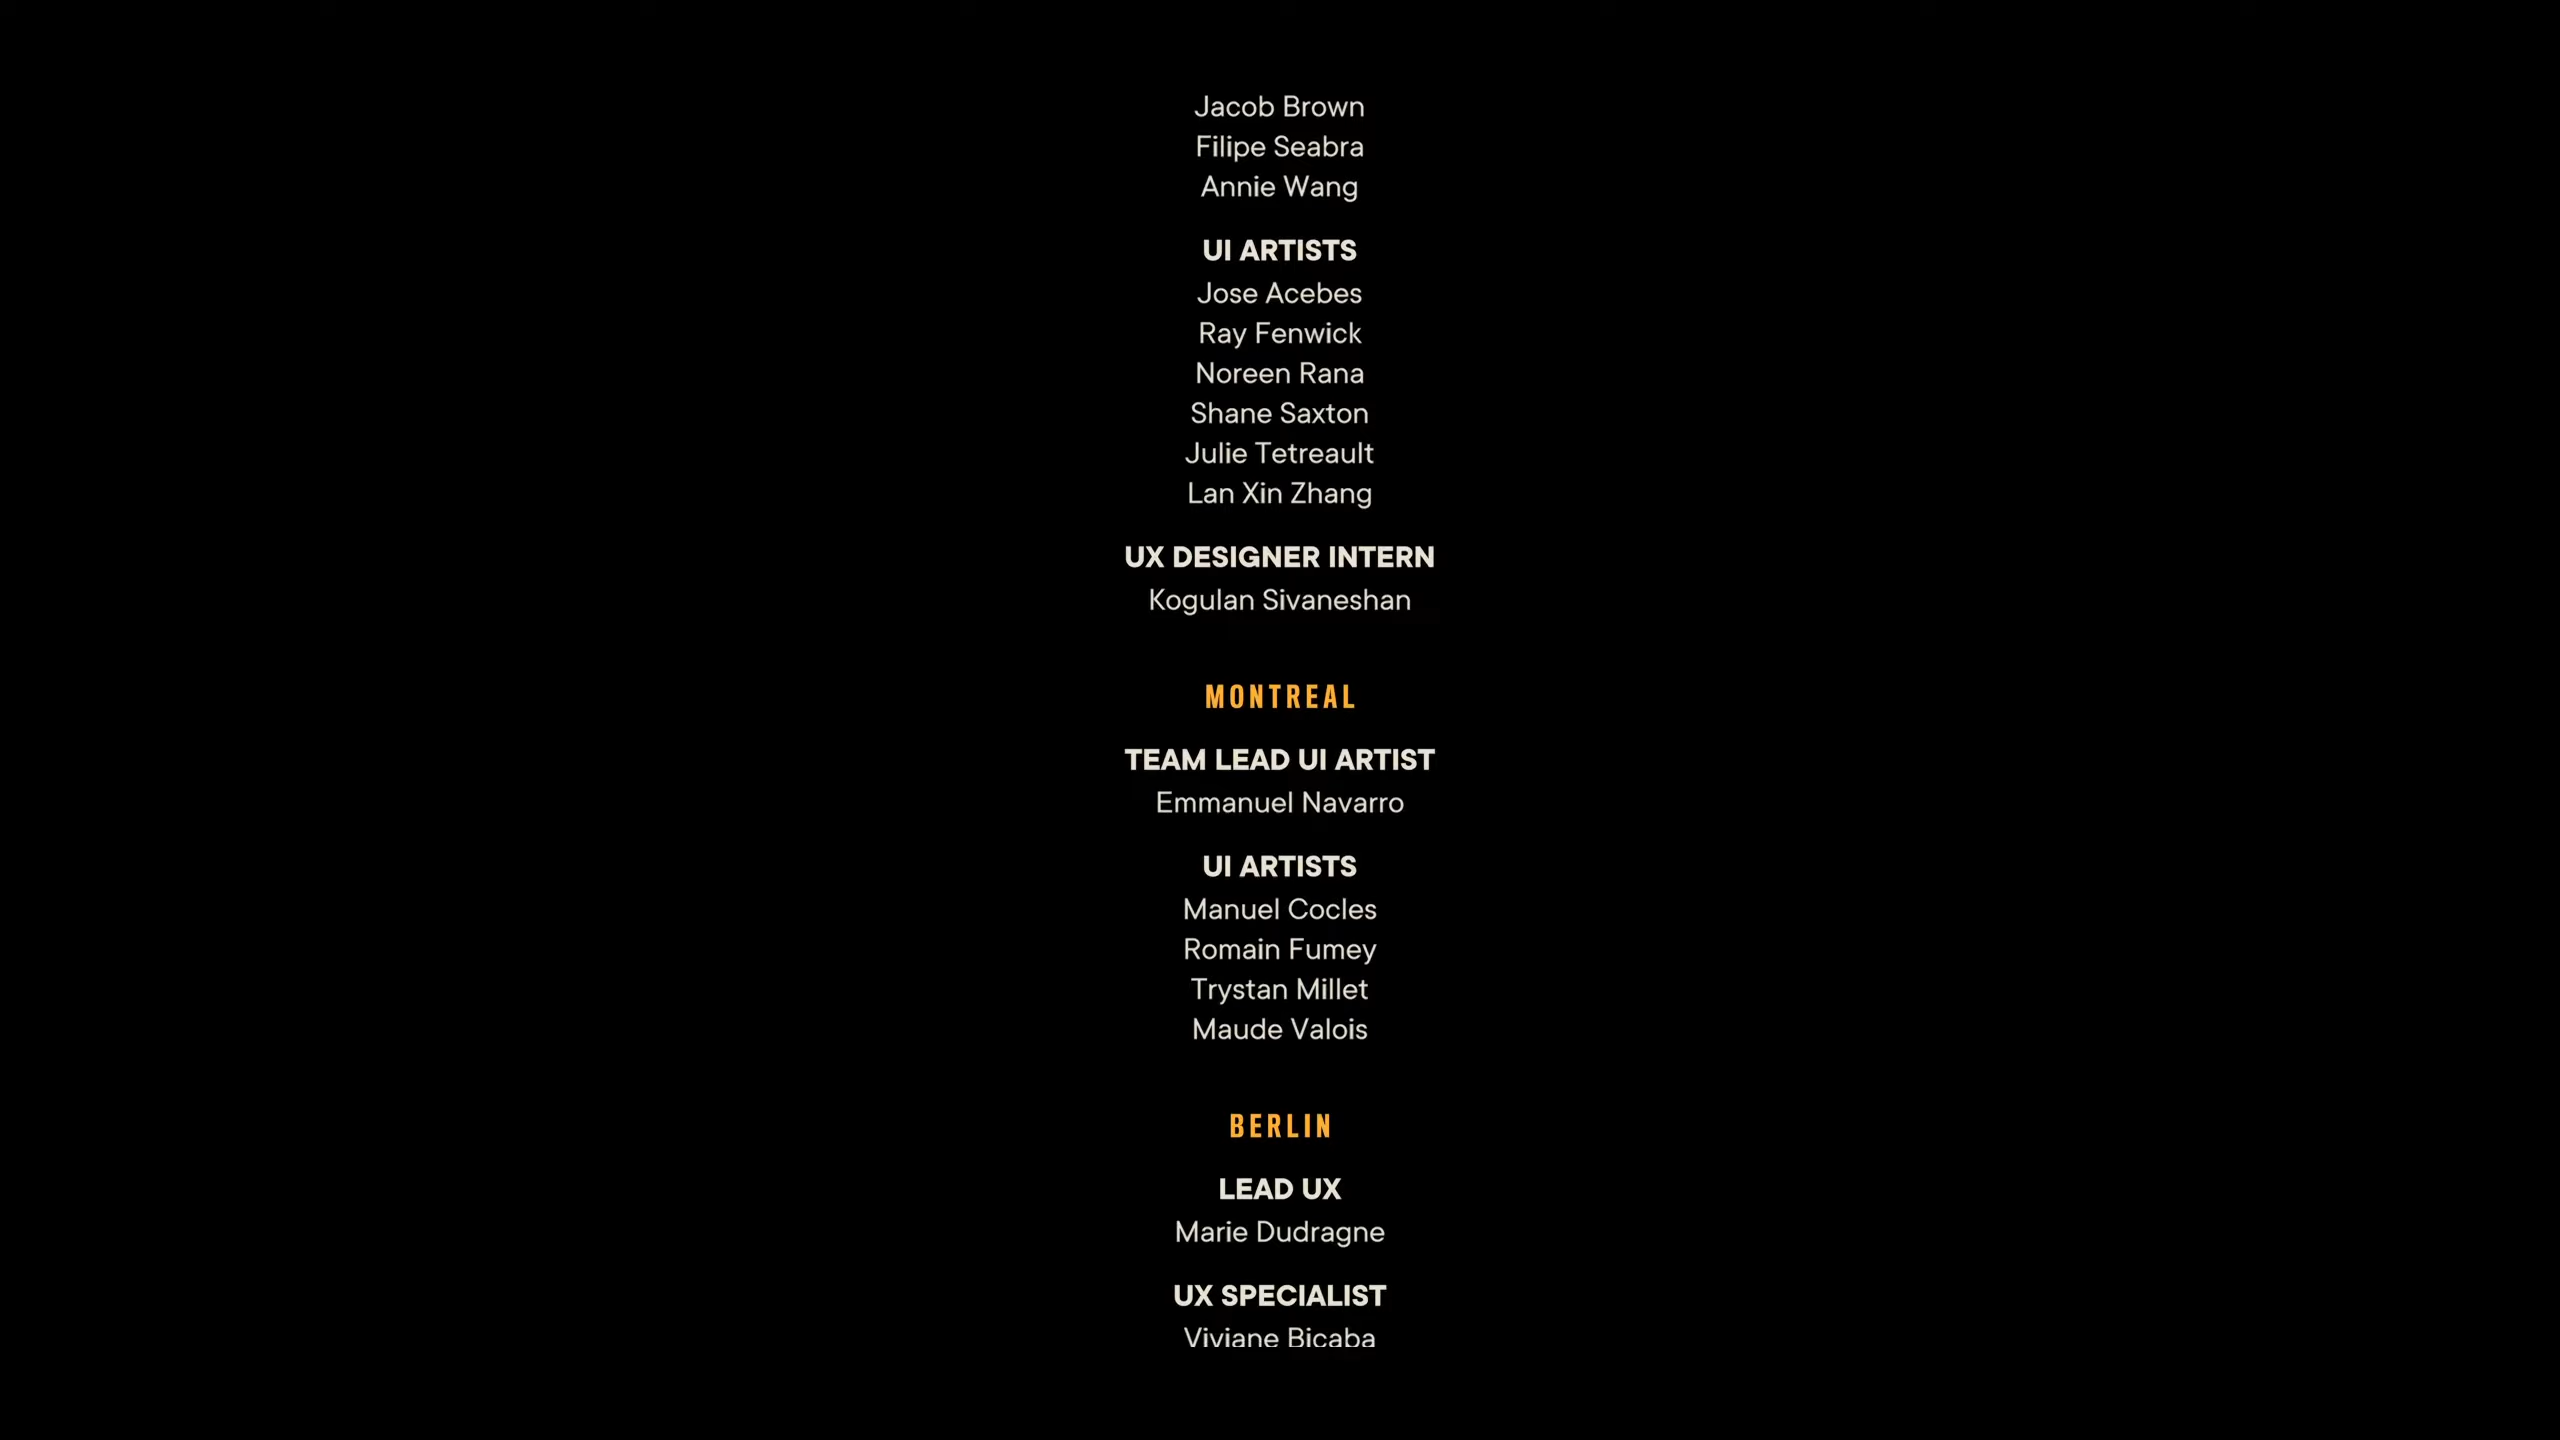 Jacob Brown
Filipe Seabra
Annie Wang
UI ARTISTS
Jose Acebes
Ray Fenwick
Noreen Rana
Shane Saxton
Julie Tetreault
Lan Xin Zhang
UX DESIGNER INTERN
Kogulan Sivaneshan
MONTREAL
TEAM LEAD UI ARTIST
Emmanuel Navarro
UI ARTISTS
Manuel Cocles
Romain Fumey
Trystan Millet
Maude Valois
BERLIN
LEAD UX
Marie Dudragne
UX SPECIALIST
Viviane Bicaba